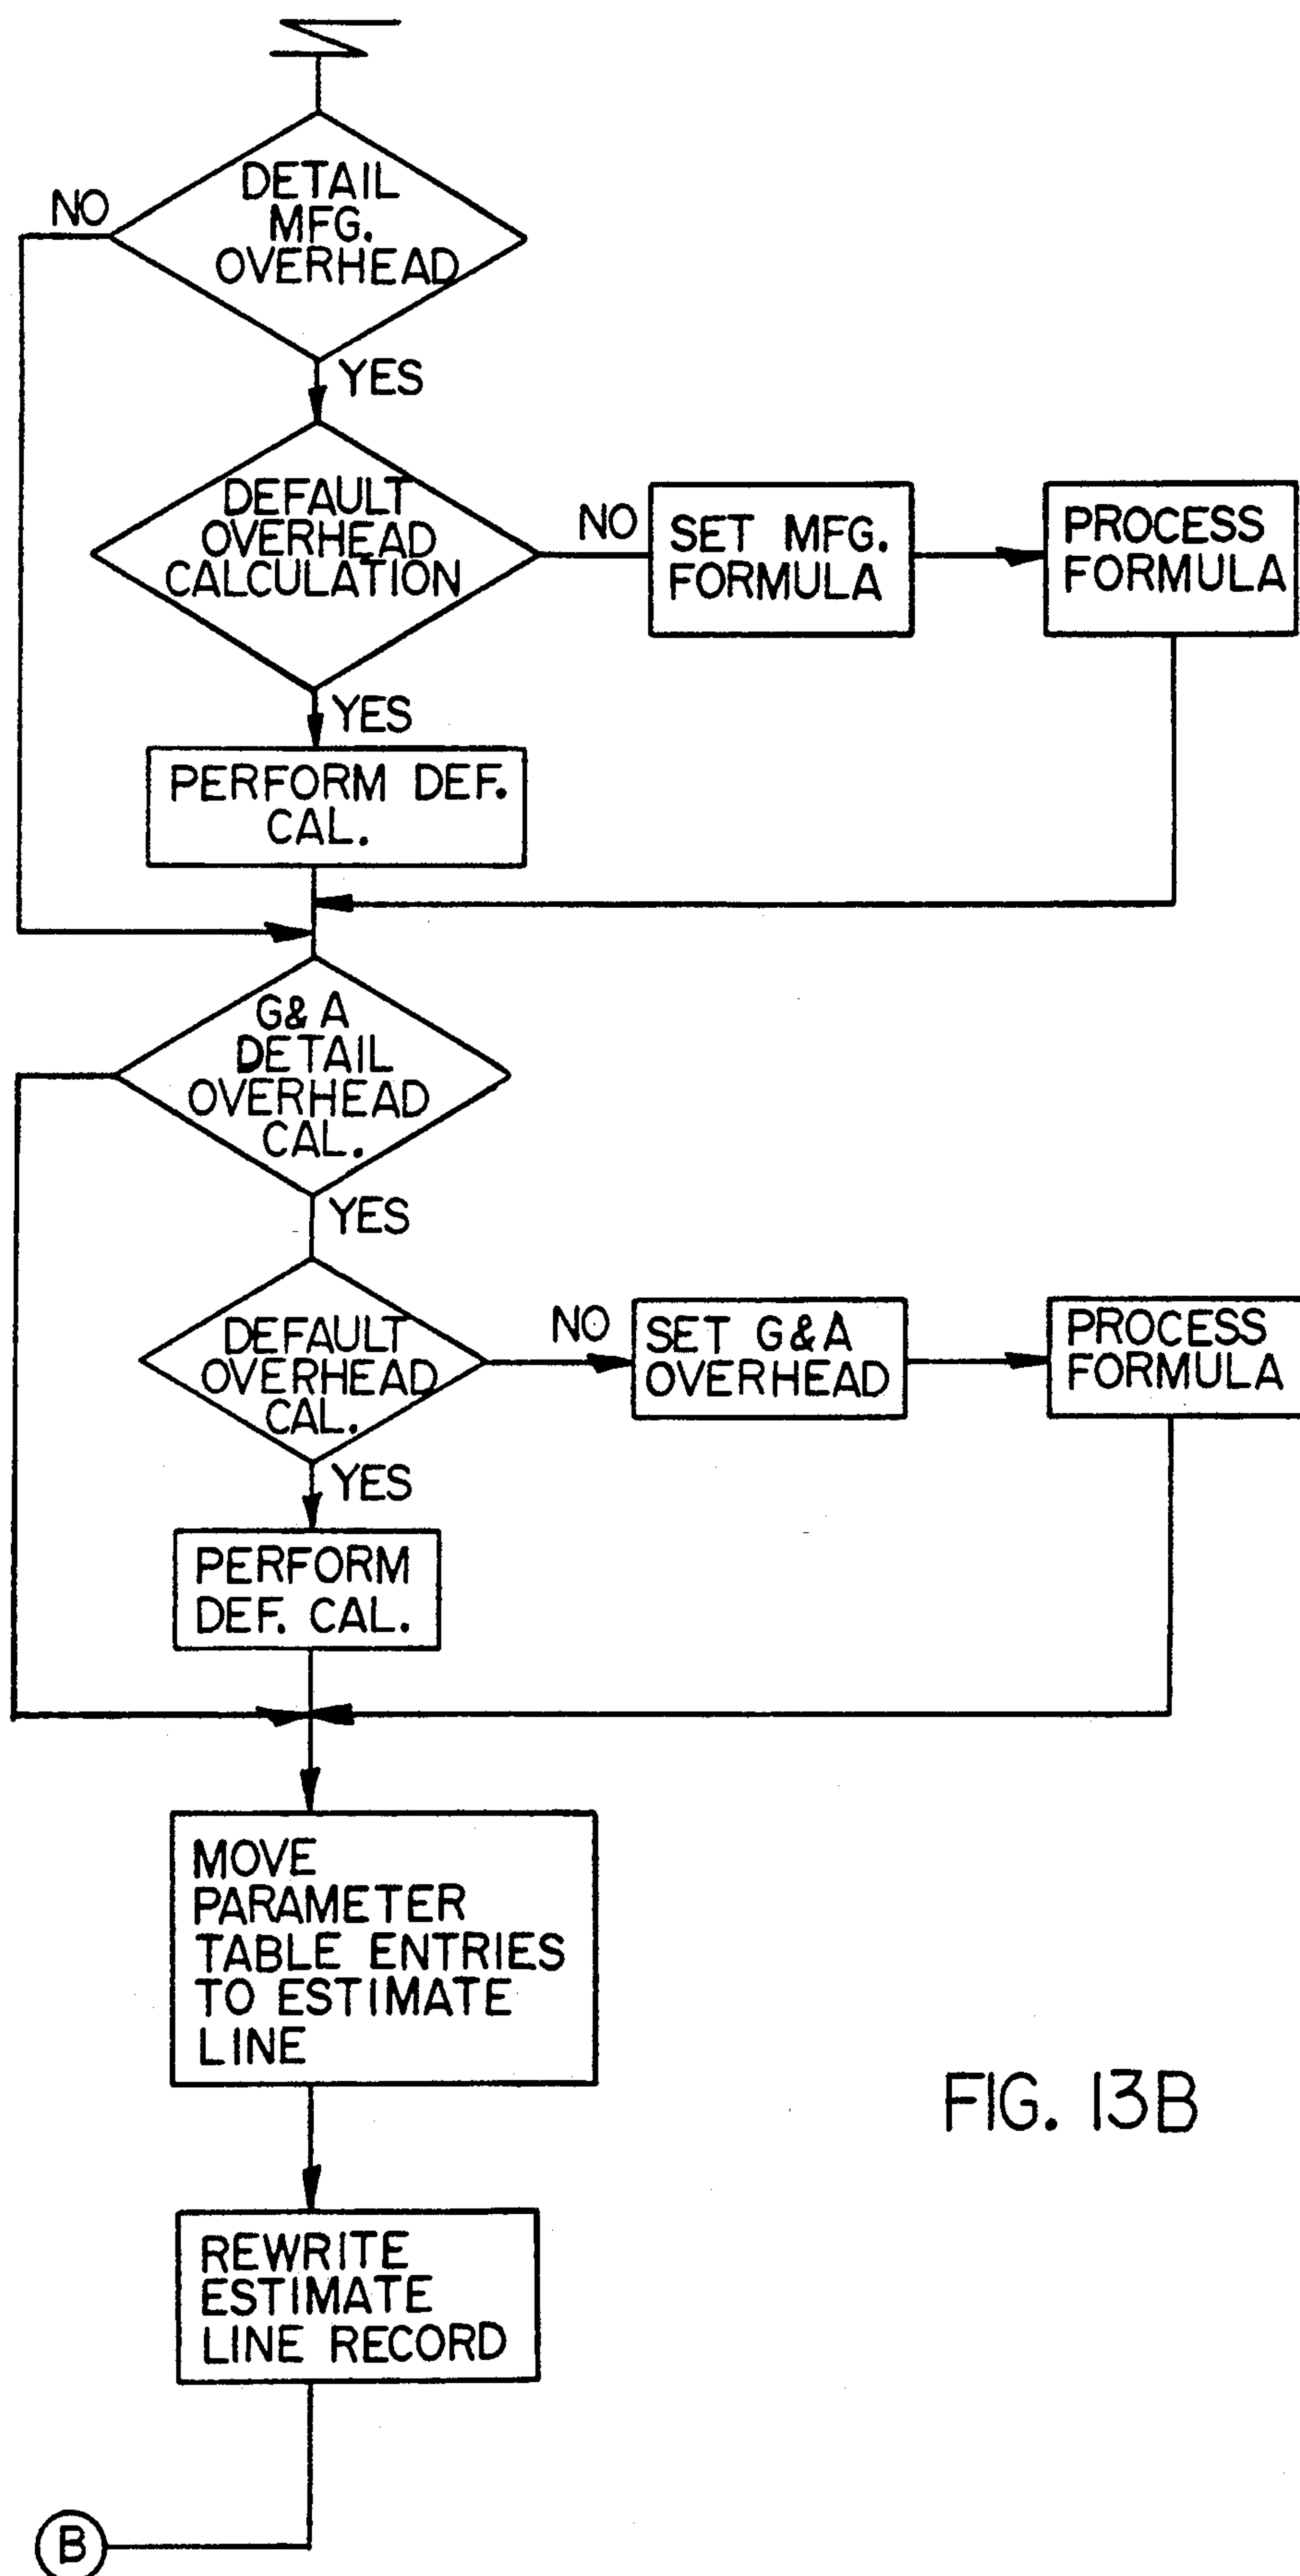 DETAIL
MFG.
OVERHEAD
NO
YES
DEFAULT
OVERHEAD
CALCULATION
NO
SET MFG.
FORMULA
PROCESS
FORMULA
YES
PERFORM DEF.
CAL.
G&A
DETAIL
OVERHEAD
CAL.
YES
DEFAULT
OVERHEAD
CAL.
NO
SET G&A
OVERHEAD
PROCESS
FORMULA
YES
PERFORM
DEF. CAL.
MOVE
PARAMETER
TABLE ENTRIES
TO ESTIMATE
LINE
FIG. 13B
REWRITE
ESTIMATE
LINE RECORD
B